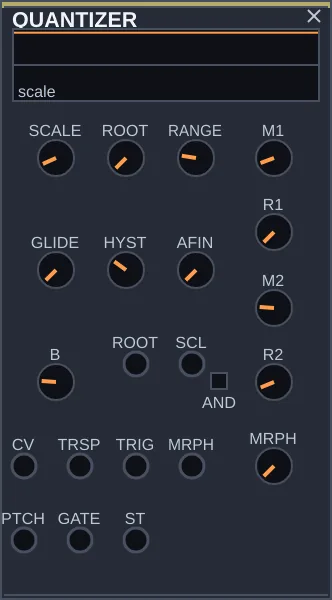 QUANTIZER
scale
SCALE ROOT RANGE M1
R1
GLIDE HYST AFIN
M2
ROOT SCL
B R2
AND
CV TRSP TRIG MRPH MRPH
PTCH GATE ST